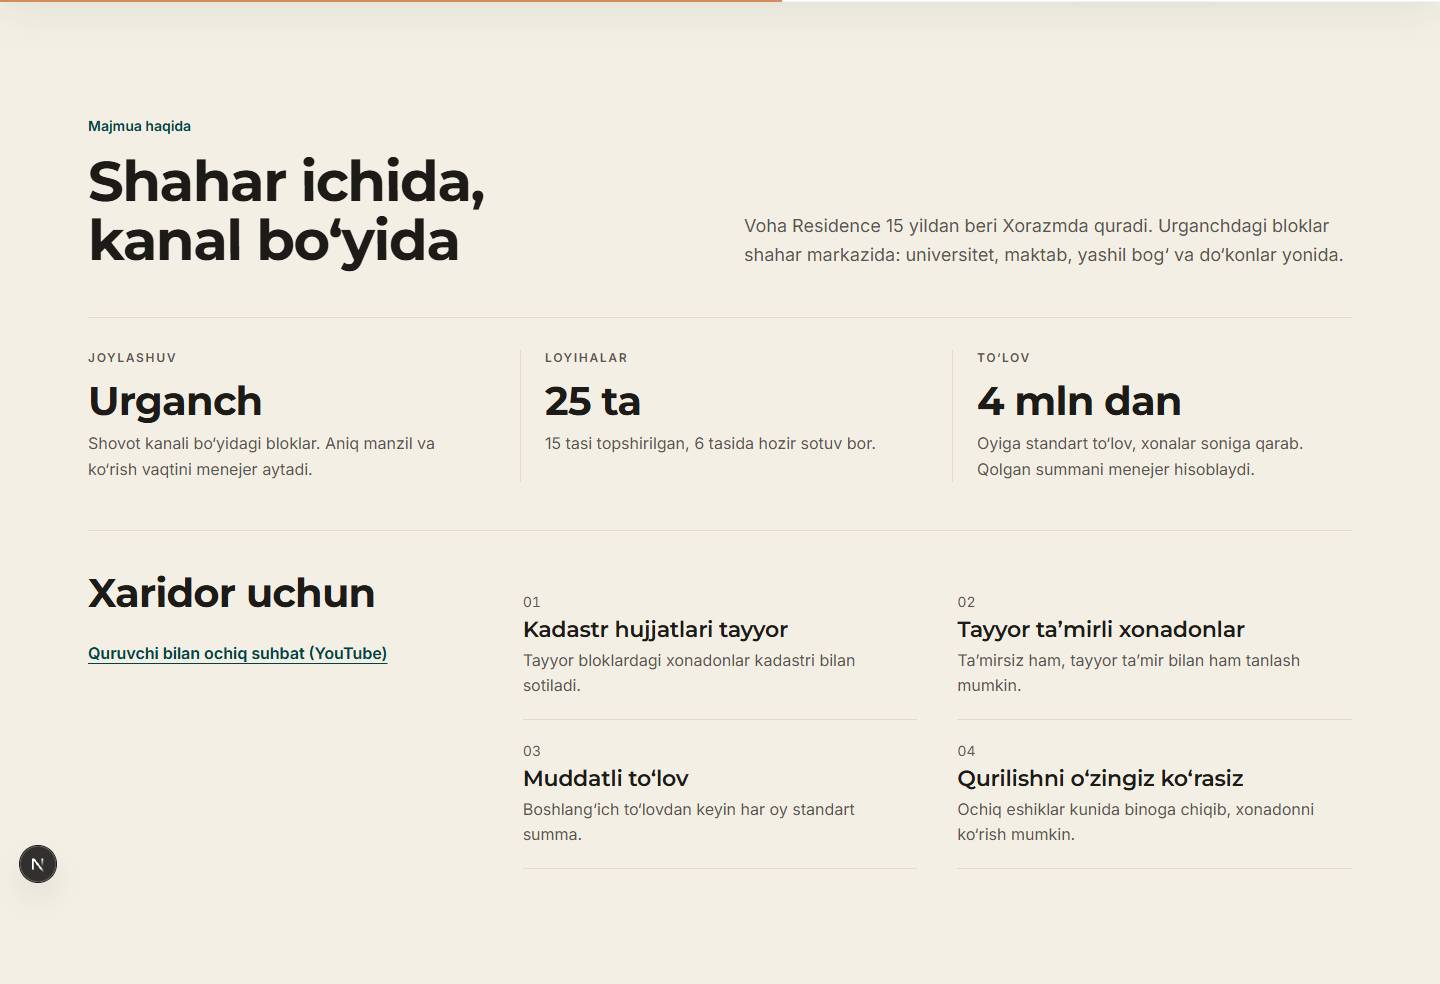 Majmua haqida
Shahar ichida,
kanal bo‘yida
Voha Residence 15 yildan beri Xorazmda quradi. Urganchdagi bloklar
shahar markazida: universitet, maktab, yashil bog‘ va do‘konlar yonida.
JOYLASHUV
Urganch
Shovot kanali bo‘yidagi bloklar. Aniq manzil va
ko‘rish vaqtini menejer aytadi.
LOYIHALAR
25 ta
15 tasi topshirilgan, 6 tasida hozir sotuv bor.
TO‘LOV
4 mln dan
Oyiga standart to‘lov, xonalar soniga qarab.
Qolgan summani menejer hisoblaydi.
Xaridor uchun
Quruvchi bilan ochiq suhbat (YouTube)
01
Kadastr hujjatlari tayyor
Tayyor bloklardagi xonadonlar kadastri bilan
sotiladi.
02
Tayyor ta’mirli xonadonlar
Ta’mirsiz ham, tayyor ta’mir bilan ham tanlash
mumkin.
03
Muddatli to‘lov
Boshlang‘ich to‘lovdan keyin har oy standart
summa.
04
Qurilishni o‘zingiz ko‘rasiz
Ochiq eshiklar kunida binoga chiqib, xonadonni
ko‘rish mumkin.
N